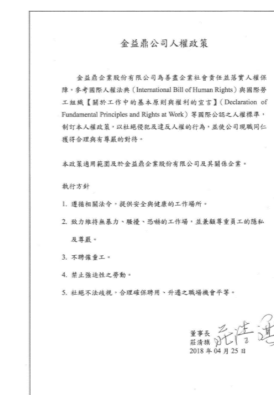 金益鼎公司人權政策
金益鼎企業股份有限公司為善盡企業社會責任並落實人權保
障，參考國際人權法典（International Bill of Human Rights）與國際勞
工組織【關於工作中的基本原則與權利的宣言】(Declaration of
Fundamental Principles and Rights at Work) 等國際公認之人權標準，
制訂本人權政策，以杜絕侵犯及違反人權的行為，並使公司現職同仁
獲得合理與有尊嚴的對待。
本政策適用範圍及於金益鼎企業股份有限公司及其關係企業。
執行方針
1. 遵循相關法令，提供安全與健康的工作場所。
2. 致力維持無暴力、騷擾、恐嚇的工作場，並兼顧尊重員工的隱私
及尊嚴。
3. 不聘僱童工。
4. 禁止強迫性之勞動。
5. 杜絕不法歧視，合理確保聘用、升遷之職場機會平等。
董事長
莊清
2018 年 04 月 25 日